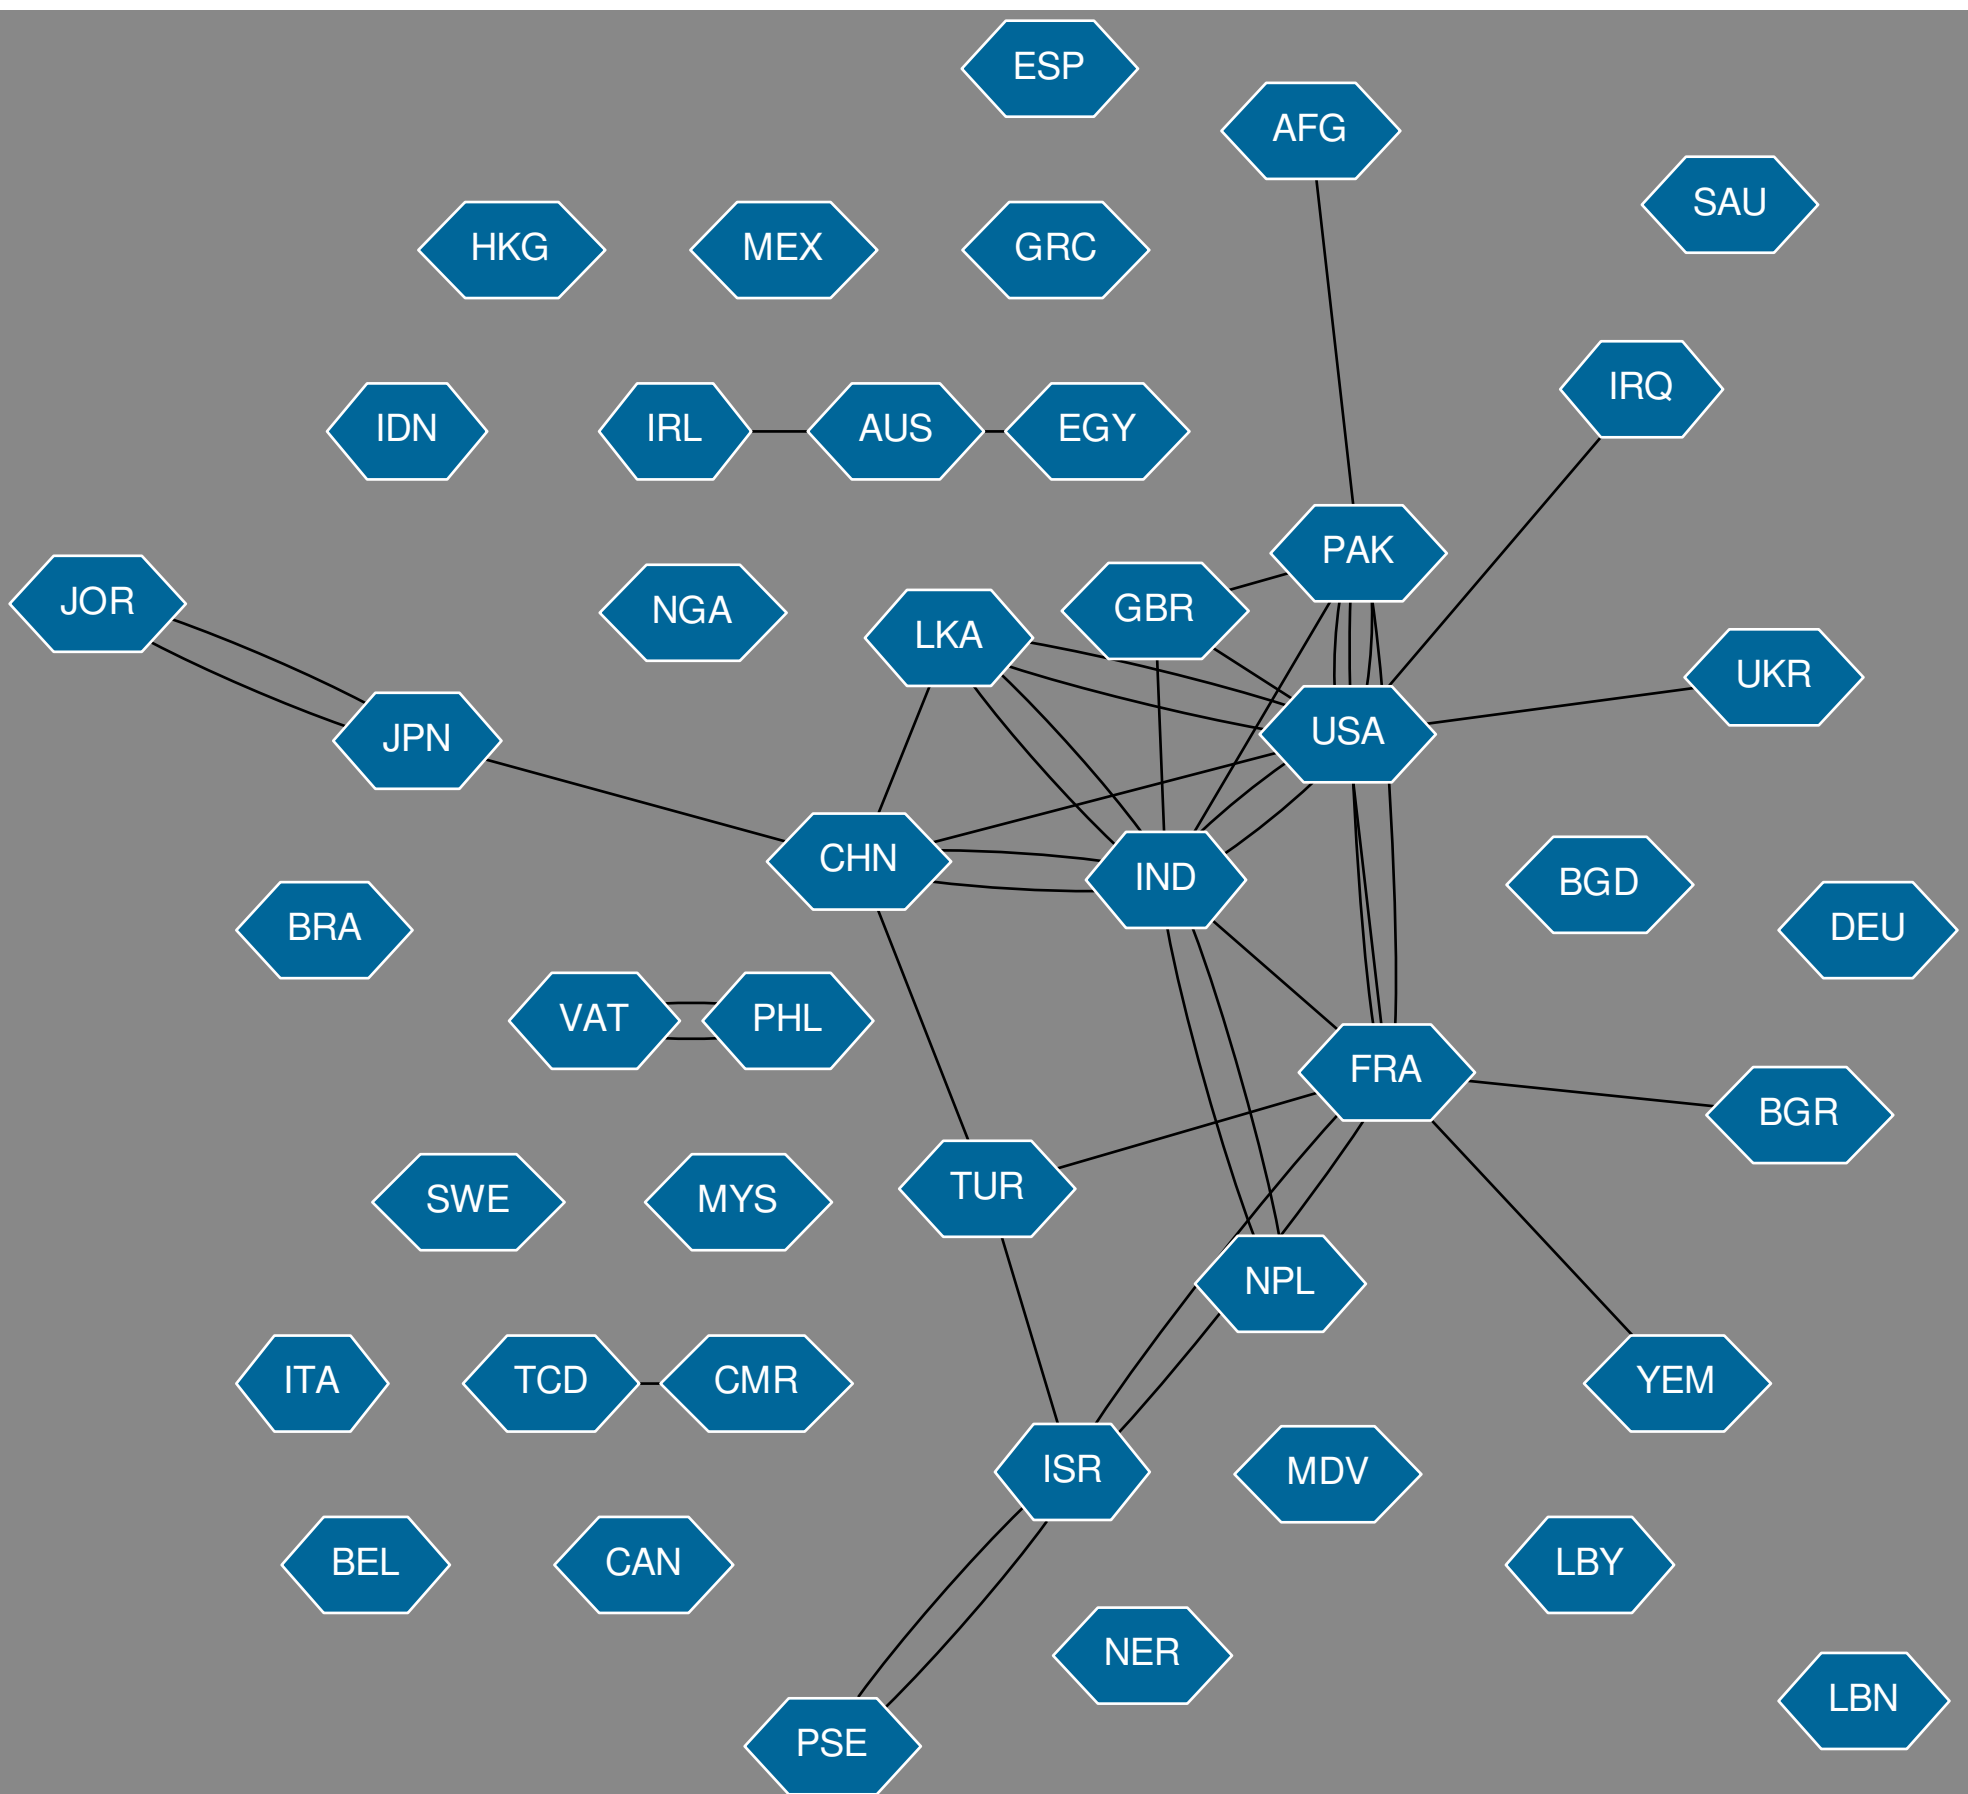 ESP
AFG
SAU
HKG
MEX
GRC
IRQ
IDN
IRL
AUS
EGY
PAK
JOR
NGA
LKA
GBR
UKR
JPN
USA
CHN
IND
BGD
BRA
DEU
VAT
PHL
FRA
BGR
SWE
MYS
TUR
NPL
ITA
TCD
CMR
YEM
ISR
MDV
BEL
CAN
LBY
NER
LBN
PSE